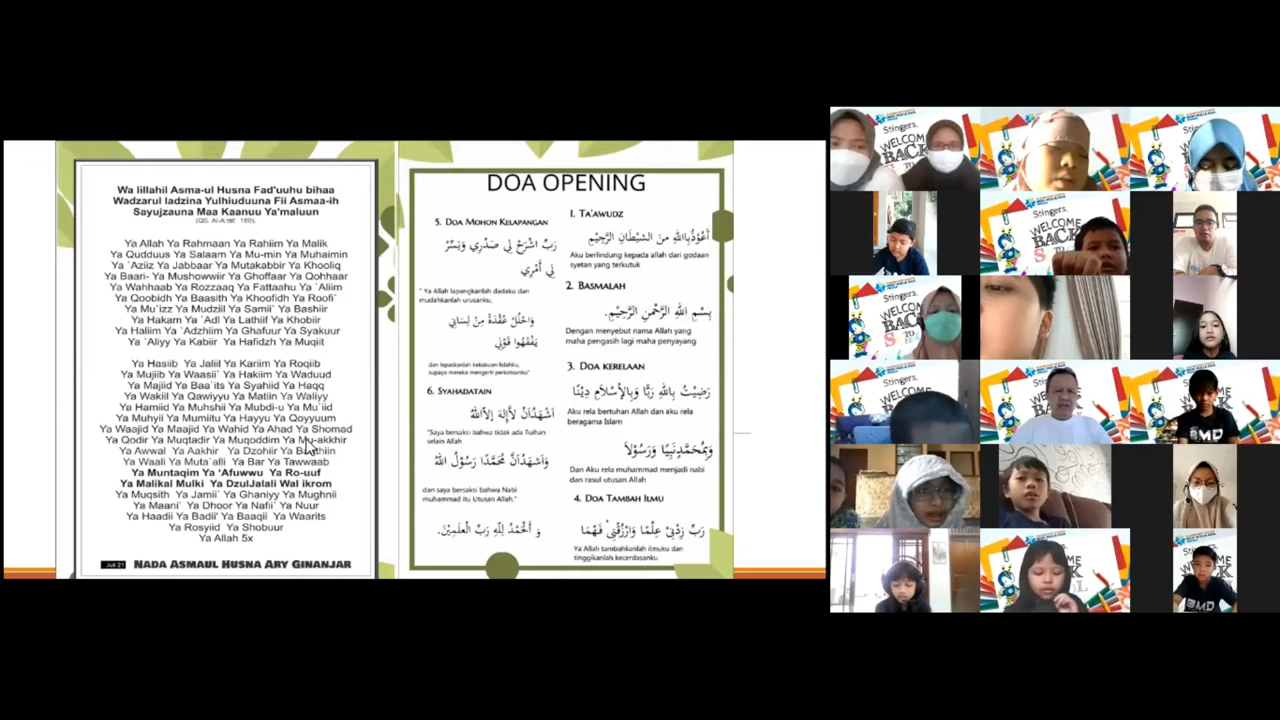 Wa lillahil Asma-ul Husna Fad'uuhu bihaa
Wadzarul ladzina Yulhiuduuna Fii Asmaa-ih
Sayujzauna Maa Kaanuu Ya'maluun
(QS. Al-A'raf: 180).
Ya Allah Ya Rahmaan Ya Rahiim Ya Malik
Ya Qudduus Ya Salaam Ya Mu-min Ya Muhaimin
Ya `Aziiz Ya Jabbaar Ya Mutakabbir Ya Khooliq
Ya Baari- Ya Mushowwiir Ya Ghoffaar Ya Qohhaar
Ya Wahhaab Ya Rozzaaq Ya Fattaahu Ya `Aliim
Ya Qoobidh Ya Baasith Ya Khoofidh Ya Roofi`
Ya Mu`izz Ya Mudziil Ya Samii` Ya Bashiir
Ya Hakam Ya `Adl Ya Lathiif Ya Khobiir
Ya Haliim Ya `Adzhiim Ya Ghafuur Ya Syakuur
Ya `Aliyy Ya Kabiir Ya Hafidzh Ya Muqiit
Ya Hasiib Ya Jaliil Ya Kariim Ya Roqiib
Ya Mujiib Ya Waasii` Ya Hakiim Ya Waduud
Ya Majiid Ya Baa`its Ya Syahiid Ya Haqq
Ya Wakiil Ya Qawiyyu Ya Matiin Ya Waliyy
Ya Hamiid Ya Muhshii Ya Mubdi-u Ya Mu`iid
Ya Muhyii Ya Mumiitu Ya Hayyu Ya Qoyyuum
Ya Waajid Ya Maajid Ya Wahid Ya Ahad Ya Shomad
Ya Qodir Ya Muqtadir Ya Muqoddim Ya Mu-akkhir
Ya Awwal Ya Aakhir Ya Dzohiir Ya Baathiin
Ya Waali Ya Muta`alli Ya Bar Ya Tawwaab
Ya Muntaqim Ya 'Afuwwu Ya Ro-uuf
Ya Malikal Mulki Ya DzulJalali Wal ikrom
Ya Muqsith Ya Jamii` Ya Ghaniyy Ya Mughnii
Ya Maani` Ya Dhoor Ya Nafii` Ya Nuur
Ya Haadii Ya Badii' Ya Baaqii Ya Waarits
Ya Rosyiid Ya Shobuur
Ya Allah 5x
Juli 21 NADA ASMAUL HUSNA ARY GINANJAR
DOA OPENING
5. DOA MOHON KELAPANGAN
رَبِّ اشْرَحْ لِي صَدْرِي وَيَسِّرْ
لِي أَمْرِي
" Ya Allah lapangkanlah dadaku dan
mudahkanlah urusanku,
وَاحْلُلْ عُقْدَةً مِنْ لِسَانِي
يَفْقَهُوا قَوْلِي
dan lepaskanlah kekakuan lidahku,
supaya mereka mengerti perkataanku"
6. SYAHADATAIN
اَشْهَدُاَنْ لاَإِلَهَ اِلاَّاللهُ
"Saya bersaksi bahwa tidak ada Tuihan
selain Allah
وَاَشْهَدُاَنَّ مُحَمَّدًا رَسُوْلُ اللهُ
dan saya bersaksi bahwa Nabi
muhammad itu Utusan Allah."
وَ الْحَمْدُ لِلَّهِ رَبِّ الْعَلَمِيْنَ.
1. TA'AWUDZ
اَعُوْذُبِاللهِ مِنَ الشَّيْطَانِ الرَّجِيْمِ
Aku berlindung kepada allah dari godaan
syetan yang terkutuk
2. BASMALAH
بِسْمِ اللهِ الرَّحْمَنِ الرَّحِيْمِ.
Dengan menyebut nama Allah yang
maha pengasih lagi maha penyayang
3. DOA KERELAAN
رَضِيْتُ بِاللهِ رَبًّا وَبِالْإِسْلَامِ دِيْنًا
Aku rela bertuhan Allah dan aku rela
beragama Islam
وَبِمُحَمَّدٍنَبِيًّا وَرَسُوْلاً
Dan Aku rela muhammad menjadi nabi
dan rasul utusan Allah
4. DOA TAMBAH ILMU
رَبِّ زِدْنِيْ عِلْمًا وَارْزُقْنِيْ فَهْمَا
Ya Allah tambahkanlah ilmuku dan
tinggikanlah kecerdasanku
Stingers,
WELCOME
BACK
TO
BMD